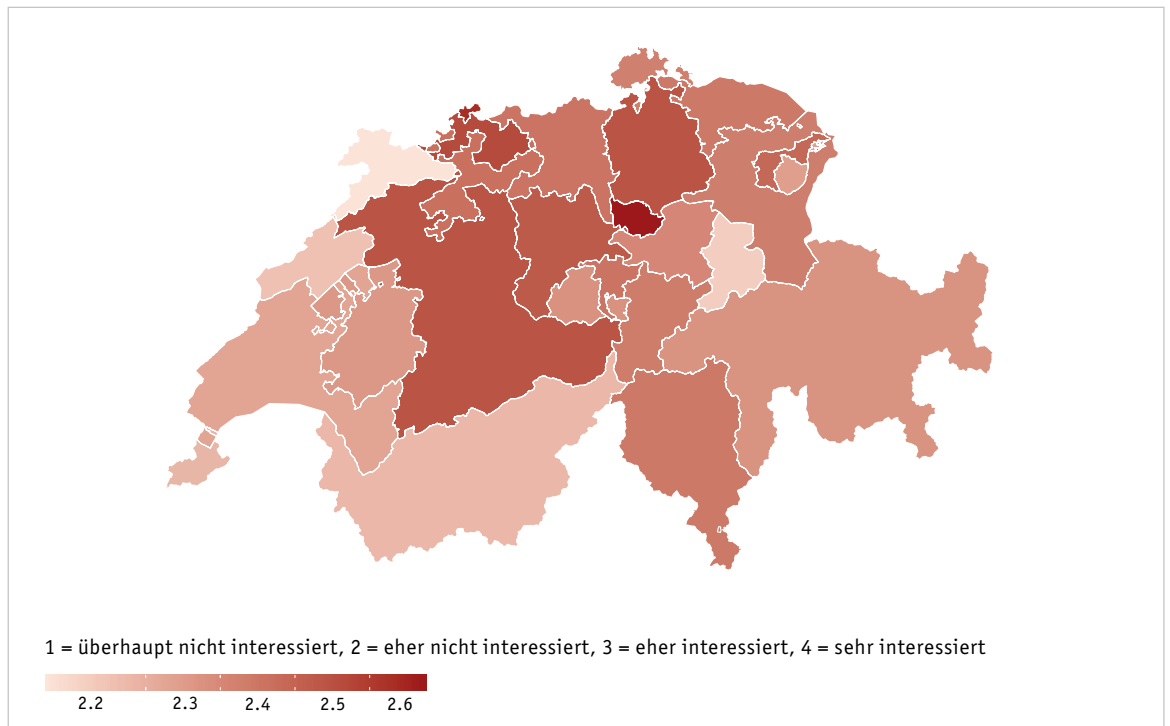 1 = überhaupt nicht interessiert, 2 = eher nicht interessiert, 3 = eher interessiert, 4 = sehr interessiert
2.2 2.3 2.4 2.5 2.6